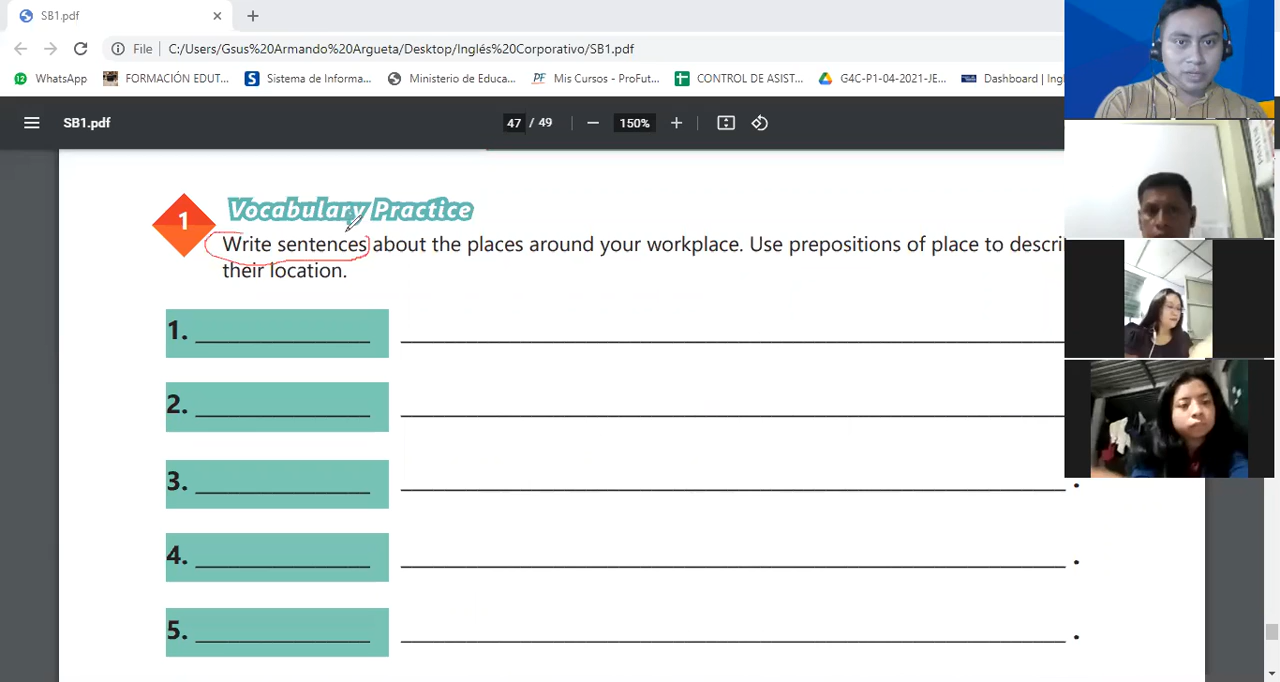 SB1.pdf
File C:/Users/Gsus%20Armando%20Argueta/Desktop/Inglés%20Corporativo/SB1.pdf
WhatsApp FORMACIÓN EDUT... Sistema de Informa... Ministerio de Educa... Mis Cursos - ProFut... CONTROL DE ASIST... G4C-P1-04-2021-JE... Dashboard | Ingl
SB1.pdf 47 / 49 150%
1 Vocabulary Practice
Write sentences about the places around your workplace. Use prepositions of place to descri
their location.
1.
2.
3.
4.
5.